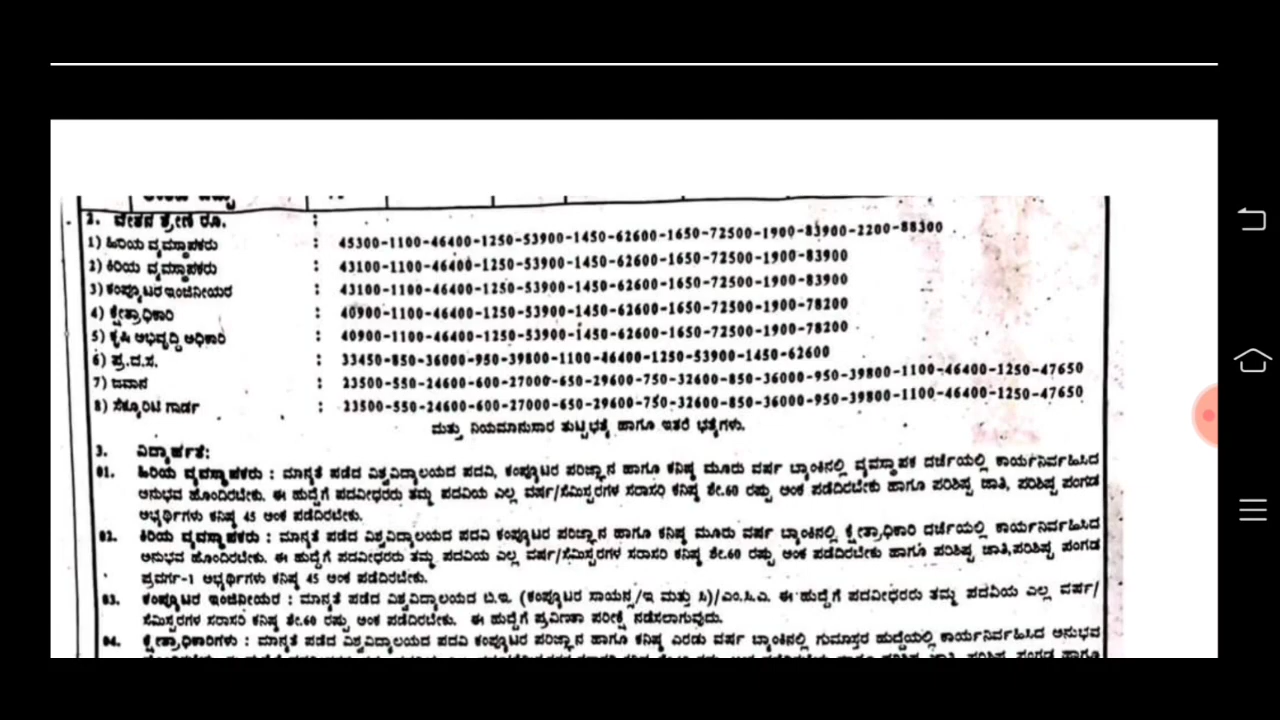 2. ವೇತನ ಶ್ರೇಣಿ ರೂ. :
1) ಹಿರಿಯ ವ್ಯವಸ್ಥಾಪಕರು : 45300-1100-46400-1250-53900-1450-62600-1650-72500-1900-83900-2200-88300
2) ಕಿರಿಯ ವ್ಯವಸ್ಥಾಪಕರು : 43100-1100-46400-1250-53900-1450-62600-1650-72500-1900-83900
3) ಕಂಪ್ಯೂಟರ ಇಂಜಿನೀಯರ : 43100-1100-46400-1250-53900-1450-62600-1650-72500-1900-83900
4) ಕ್ಷೇತ್ರಾಧಿಕಾರಿ : 40900-1100-46400-1250-53900-1450-62600-1650-72500-1900-78200
5) ಕೃಷಿ ಅಭಿವೃದ್ಧಿ ಅಧಿಕಾರಿ : 40900-1100-46400-1250-53900-1450-62600-1650-72500-1900-78200
6) ಪ್ರ.ದ.ಸ. : 33450-850-36000-950-39800-1100-46400-1250-53900-1450-62600
7) ಜವಾನ : 23500-550-24600-600-27000-650-29600-750-32600-850-36000-950-39800-1100-46400-1250-47650
8) ಸೆಕ್ಯೂರಿಟಿ ಗಾರ್ಡ : 23500-550-24600-600-27000-650-29600-750-32600-850-36000-950-39800-1100-46400-1250-47650
ಮತ್ತು ನಿಯಮಾನುಸಾರ ತುಟ್ಟಿಭತ್ಯೆ ಹಾಗೂ ಇತರೆ ಭತ್ಯೆಗಳು.
3. ವಿದ್ಯಾರ್ಹತೆ:
01. ಹಿರಿಯ ವ್ಯವಸ್ಥಾಪಕರು : ಮಾನ್ಯತೆ ಪಡೆದ ವಿಶ್ವವಿದ್ಯಾಲಯದ ಪದವಿ, ಕಂಪ್ಯೂಟರ ಪರಿಜ್ಞಾನ ಹಾಗೂ ಕನಿಷ್ಠ ಮೂರು ವರ್ಷ ಬ್ಯಾಂಕಿನಲ್ಲಿ ವ್ಯವಸ್ಥಾಪಕ ದರ್ಜೆಯಲ್ಲಿ ಕಾರ್ಯನಿರ್ವಹಿಸಿದ
ಅನುಭವ ಹೊಂದಿರಬೇಕು. ಈ ಹುದ್ದೆಗೆ ಪದವೀಧರರು ತಮ್ಮ ಪದವಿಯ ಎಲ್ಲ ವರ್ಷ/ಸೆಮಿಸ್ಟರಗಳ ಸರಾಸರಿ ಕನಿಷ್ಠ ಶೇ.60 ರಷ್ಟು ಅಂಕ ಪಡೆದಿರಬೇಕು ಹಾಗೂ ಪರಿಶಿಷ್ಟ ಜಾತಿ, ಪರಿಶಿಷ್ಟ ಪಂಗಡ
ಅಭ್ಯರ್ಥಿಗಳು ಕನಿಷ್ಠ 45 ಅಂಕ ಪಡೆದಿರಬೇಕು.
02. ಕಿರಿಯ ವ್ಯವಸ್ಥಾಪಕರು : ಮಾನ್ಯತೆ ಪಡೆದ ವಿಶ್ವವಿದ್ಯಾಲಯದ ಪದವಿ ಕಂಪ್ಯೂಟರ ಪರಿಜ್ಞಾನ ಹಾಗೂ ಕನಿಷ್ಠ ಮೂರು ವರ್ಷ ಬ್ಯಾಂಕಿನಲ್ಲಿ ಕ್ಷೇತ್ರಾಧಿಕಾರಿ ದರ್ಜೆಯಲ್ಲಿ ಕಾರ್ಯನಿರ್ವಹಿಸಿದ
ಅನುಭವ ಹೊಂದಿರಬೇಕು. ಈ ಹುದ್ದೆಗೆ ಪದವೀಧರರು ತಮ್ಮ ಪದವಿಯ ಎಲ್ಲ ವರ್ಷ/ಸೆಮಿಸ್ಟರಗಳ ಸರಾಸರಿ ಕನಿಷ್ಠ ಶೇ.60 ರಷ್ಟು ಅಂಕ ಪಡೆದಿರಬೇಕು ಹಾಗೂ ಪರಿಶಿಷ್ಟ ಜಾತಿ,ಪರಿಶಿಷ್ಟ ಪಂಗಡ
ಪ್ರವರ್ಗ-1 ಅಭ್ಯರ್ಥಿಗಳು ಕನಿಷ್ಠ 45 ಅಂಕ ಪಡೆದಿರಬೇಕು.
03. ಕಂಪ್ಯೂಟರ ಇಂಜಿನೀಯರ : ಮಾನ್ಯತೆ ಪಡೆದ ವಿಶ್ವವಿದ್ಯಾಲಯದ ಬಿ.ಇ. (ಕಂಪ್ಯೂಟರ ಸಾಯನ್ಸ/ಇ ಮತ್ತು ಸಿ)/ಎಂ.ಸಿ.ಎ. ಈ ಹುದ್ದೆಗೆ ಪದವೀಧರರು ತಮ್ಮ ಪದವಿಯ ಎಲ್ಲ ವರ್ಷ/
ಸೆಮಿಸ್ಟರಗಳ ಸರಾಸರಿ ಕನಿಷ್ಠ ಶೇ.60 ರಷ್ಟು ಅಂಕ ಪಡೆದಿರಬೇಕು. ಈ ಹುದ್ದೆಗೆ ಪ್ರವೀಣತಾ ಪರೀಕ್ಷೆ ನಡೆಸಲಾಗುವುದು.
04. ಕ್ಷೇತ್ರಾಧಿಕಾರಿಗಳು : ಮಾನ್ಯತೆ ಪಡೆದ ವಿಶ್ವವಿದ್ಯಾಲಯದ ಪದವಿ ಕಂಪ್ಯೂಟರ ಪರಿಜ್ಞಾನ ಹಾಗೂ ಕನಿಷ್ಠ ಎರಡು ವರ್ಷ ಬ್ಯಾಂಕಿನಲ್ಲಿ ಗುಮಾಸ್ತರ ಹುದ್ದೆಯಲ್ಲಿ ಕಾರ್ಯನಿರ್ವಹಿಸಿದ ಅನುಭವ